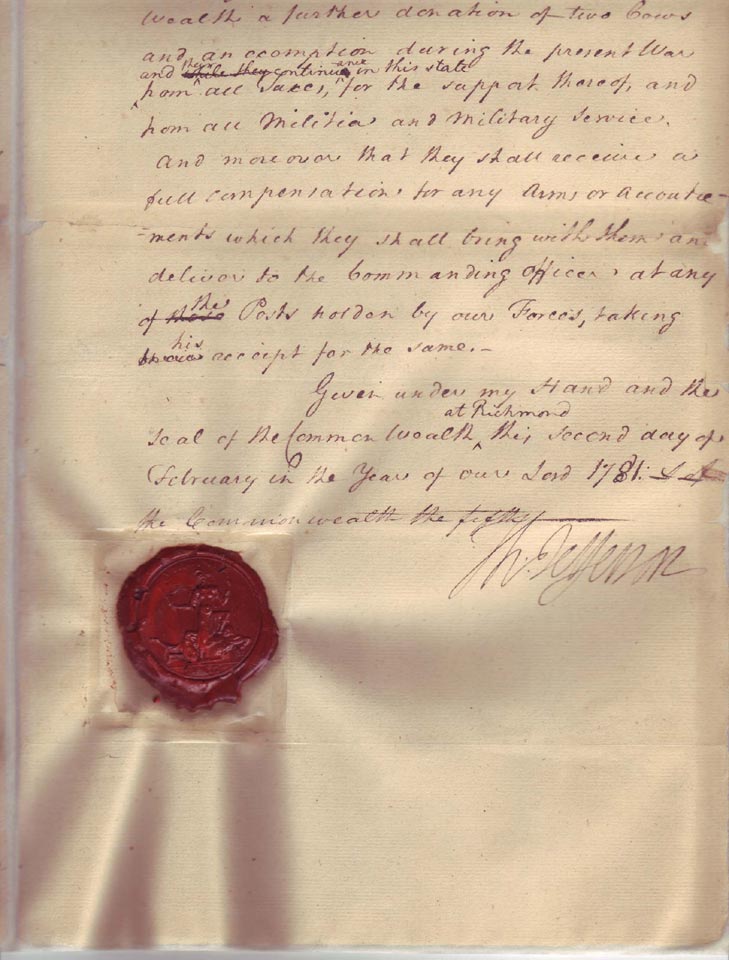 wealth a further donation of two Cows
and an exemption during the present War
and their while they continuance in this state
from all taxes, for the support thereof, and
from all Militia and Military Service.
And moreover that they shall receive a
full compensation for any Arms or Accoutre-
-ments which they shall bring with them and
deliver to the Commanding officer at any
of those the Posts holden by our Forces, taking
his receipt for the same.-
Given under my Hand and the
at Richmond
seal of the CommonWealth this second day of
February in the Year of our Lord 1781.
the Commonwealth the fifth
Th: Jefferson